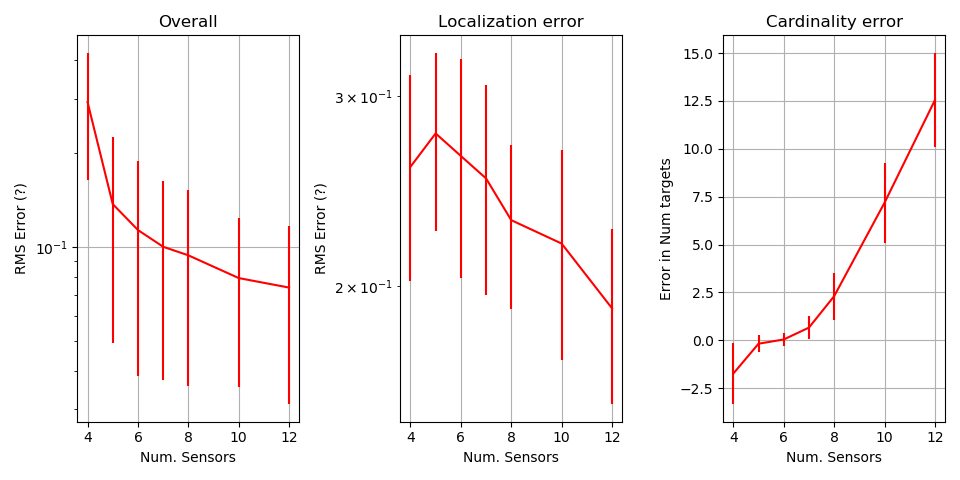 Overall
RMS Error (?)
10⁻¹
4 6 8 10 12
Num. Sensors
Localization error
RMS Error (?)
3 × 10⁻¹
2 × 10⁻¹
4 6 8 10 12
Num. Sensors
Cardinality error
Error in Num targets
15.0
12.5
10.0
7.5
5.0
2.5
0.0
−2.5
4 6 8 10 12
Num. Sensors